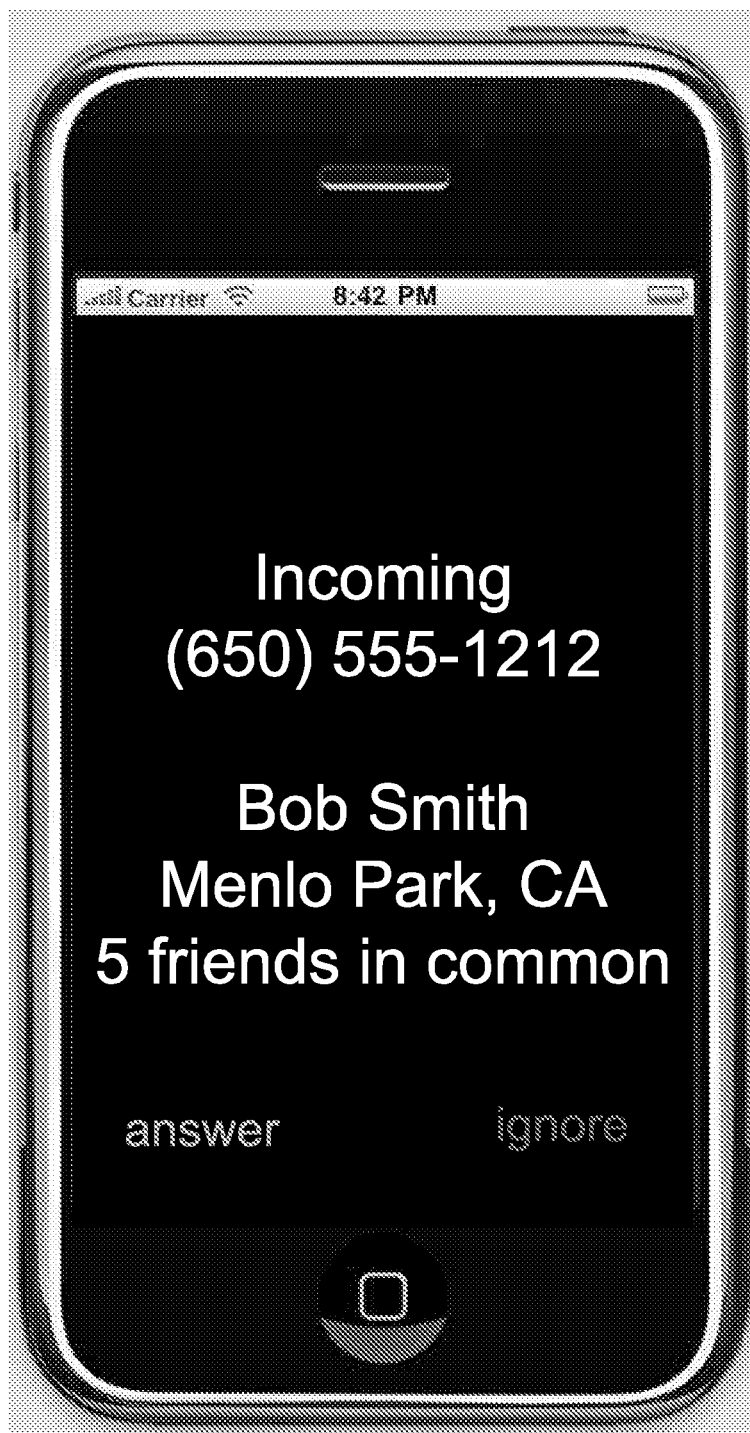 Carrier 8:42 PM
Incoming
(650) 555-1212
Bob Smith
Menlo Park, CA
5 friends in common
answer ignore